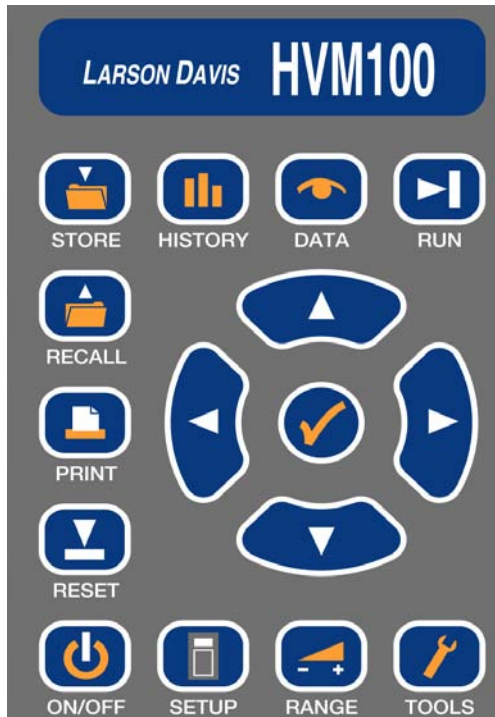 LARSON DAVIS HVM100
STORE HISTORY DATA RUN
RECALL
PRINT
RESET
ON/OFF SETUP RANGE TOOLS